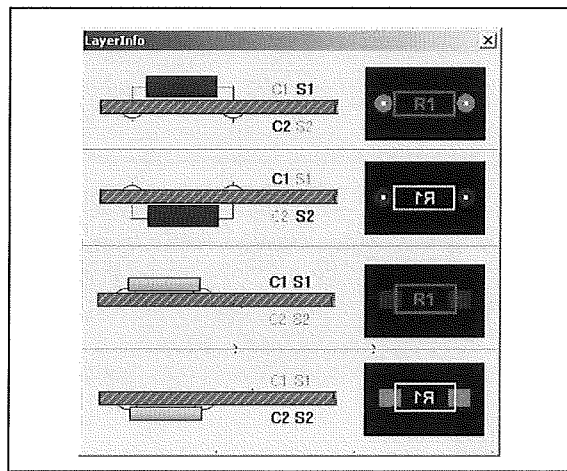 LayerInfo
C1 S1
C2 S2
R1
C1 S1
C2 S2
R1
C1 S1
C2 S2
R1
C1 S1
C2 S2
R1